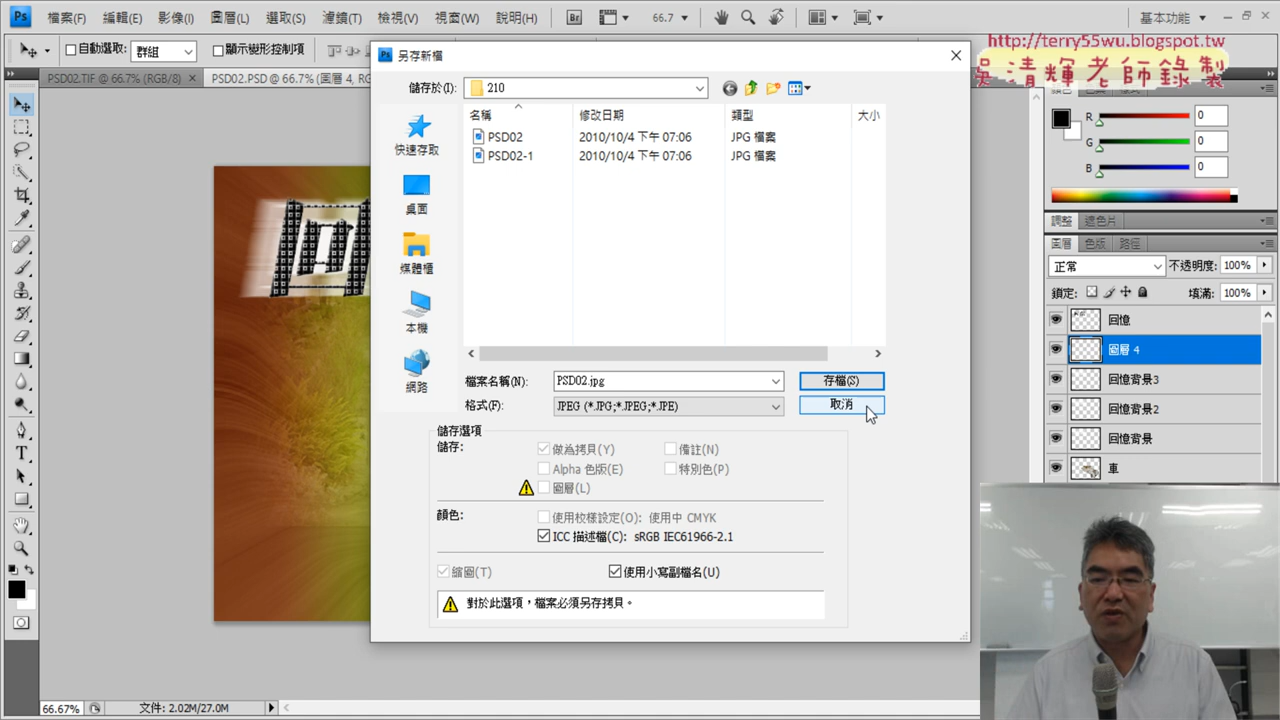 Ps 檔案(F) 編輯(E) 影像(I) 圖層(L) 選取(S) 濾鏡(T) 檢視(V) 視窗(W) 說明(H) Br 66.7 基本功能
自動選取: 群組 顯示變形控制項
http://terry55wu.blogspot.tw
吳清輝老師錄製
PSD02.TIF @ 66.7% (RGB/8) × PSD02.PSD @ 66.7% (圖層 4, RG
Ps 另存新檔
儲存於(I): 210
名稱 修改日期 類型 大小
PSD02 2010/10/4 下午 07:06 JPG 檔案
PSD02-1 2010/10/4 下午 07:06 JPG 檔案
快速存取
桌面
媒體櫃
本機
網路
檔案名稱(N): PSD02.jpg 存檔(S)
格式(F): JPEG (*.JPG;*.JPEG;*.JPE) 取消
儲存選項
儲存: 做為拷貝(Y) 備註(N)
Alpha 色版(E) 特別色(P)
圖層(L)
顏色: 使用校樣設定(O): 使用中 CMYK
ICC 描述檔(C): sRGB IEC61966-2.1
縮圖(T) 使用小寫副檔名(U)
對於此選項，檔案必須另存拷貝。
R 0
G 0
B 0
調整 遮色片
圖層 色版 路徑
正常 不透明度: 100%
鎖定: 填滿: 100%
回憶
圖層 4
回憶背景3
回憶背景2
回憶背景
車
回
66.67% 文件: 2.02M/27.0M